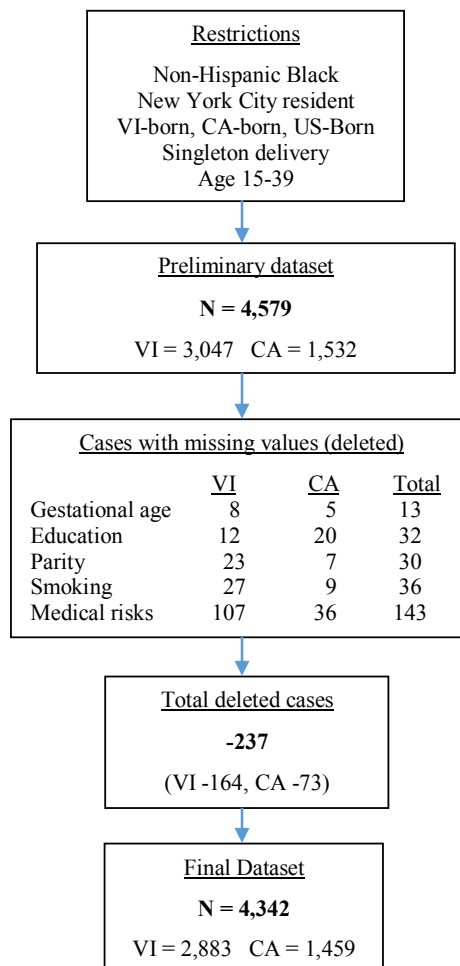 Restrictions
Non-Hispanic Black
New York City resident
VI-born, CA-born, US-Born
Singleton delivery
Age 15-39
Preliminary dataset
N = 4,579
VI = 3,047 CA = 1,532
Cases with missing values (deleted)
VI CA Total
Gestational age 8 5 13
Education 12 20 32
Parity 23 7 30
Smoking 27 9 36
Medical risks 107 36 143
Total deleted cases
-237
(VI -164, CA -73)
Final Dataset
N = 4,342
VI = 2,883 CA = 1,459